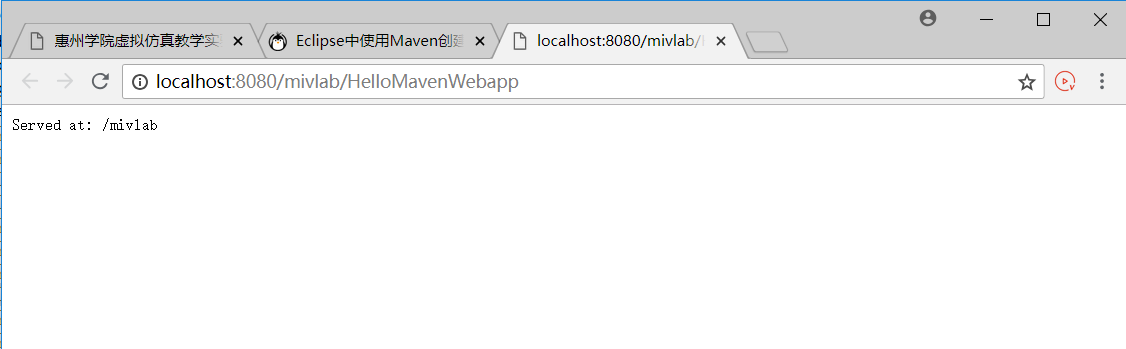 惠州学院虚拟仿真教学实
Eclipse中使用Maven创建
localhost:8080/mivlab/
localhost:8080/mivlab/HelloMavenWebapp
Served at: /mivlab